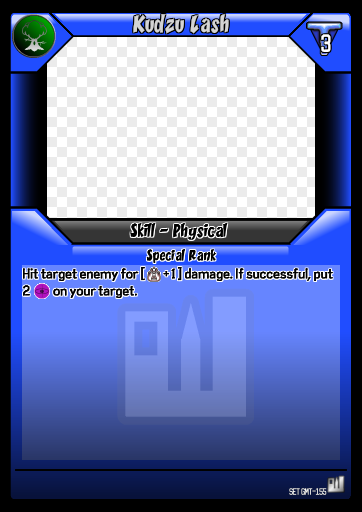 Kudzu Lash
3
Skill - Physical
Special Rank
Hit target enemy for [ +1] damage. If successful, put
2 on your target.
SET GMT-155